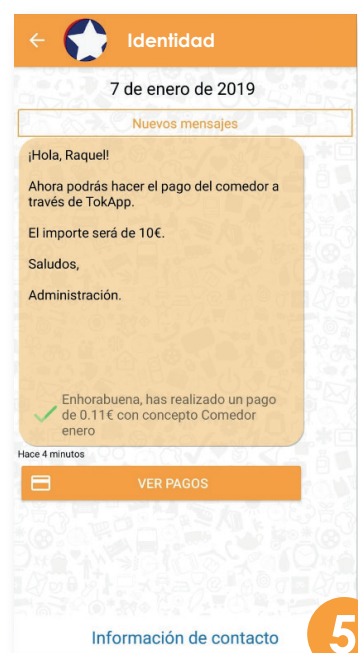 Identidad
7 de enero de 2019
Nuevos mensajes
¡Hola, Raquel!
Ahora podrás hacer el pago del comedor a
través de TokApp.
El importe será de 10€.
Saludos,
Administración.
Enhorabuena, has realizado un pago
de 0.11€ con concepto Comedor
enero
Hace 4 minutos
VER PAGOS
Información de contacto
5